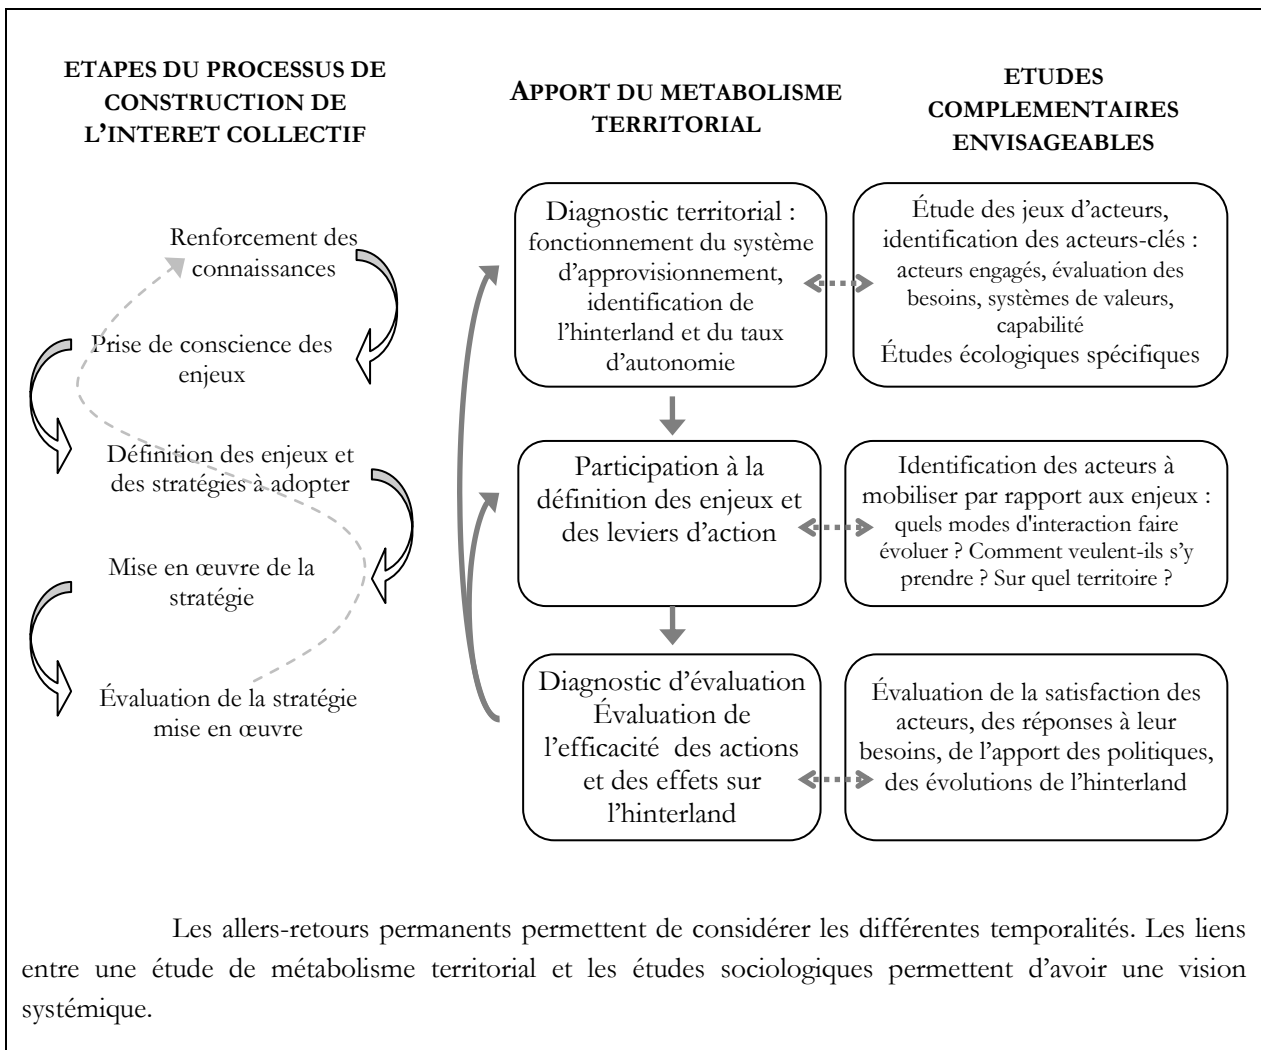 ETAPES DU PROCESSUS DE
CONSTRUCTION DE
L'INTERET COLLECTIF
Renforcement des
connaissances
Prise de conscience des
enjeux
Définition des enjeux et
des stratégies à adopter
Mise en œuvre de la
stratégie
Évaluation de la stratégie
mise en œuvre
APPORT DU METABOLISME
TERRITORIAL
Diagnostic territorial :
fonctionnement du système
d'approvisionnement,
identification de
l'hinterland et du taux
d'autonomie
Participation à la
définition des enjeux et
des leviers d'action
Diagnostic d'évaluation
Évaluation de
l'efficacité des actions
et des effets sur
l'hinterland
ETUDES
COMPLEMENTAIRES
ENVISAGEABLES
Étude des jeux d'acteurs,
identification des acteurs-clés :
acteurs engagés, évaluation des
besoins, systèmes de valeurs,
capabilité
Études écologiques spécifiques
Identification des acteurs à
mobiliser par rapport aux enjeux :
quels modes d'interaction faire
évoluer ? Comment veulent-ils s'y
prendre ? Sur quel territoire ?
Évaluation de la satisfaction des
acteurs, des réponses à leur
besoins, de l'apport des politiques,
des évolutions de l'hinterland
Les allers-retours permanents permettent de considérer les différentes temporalités. Les liens
entre une étude de métabolisme territorial et les études sociologiques permettent d'avoir une vision
systémique.